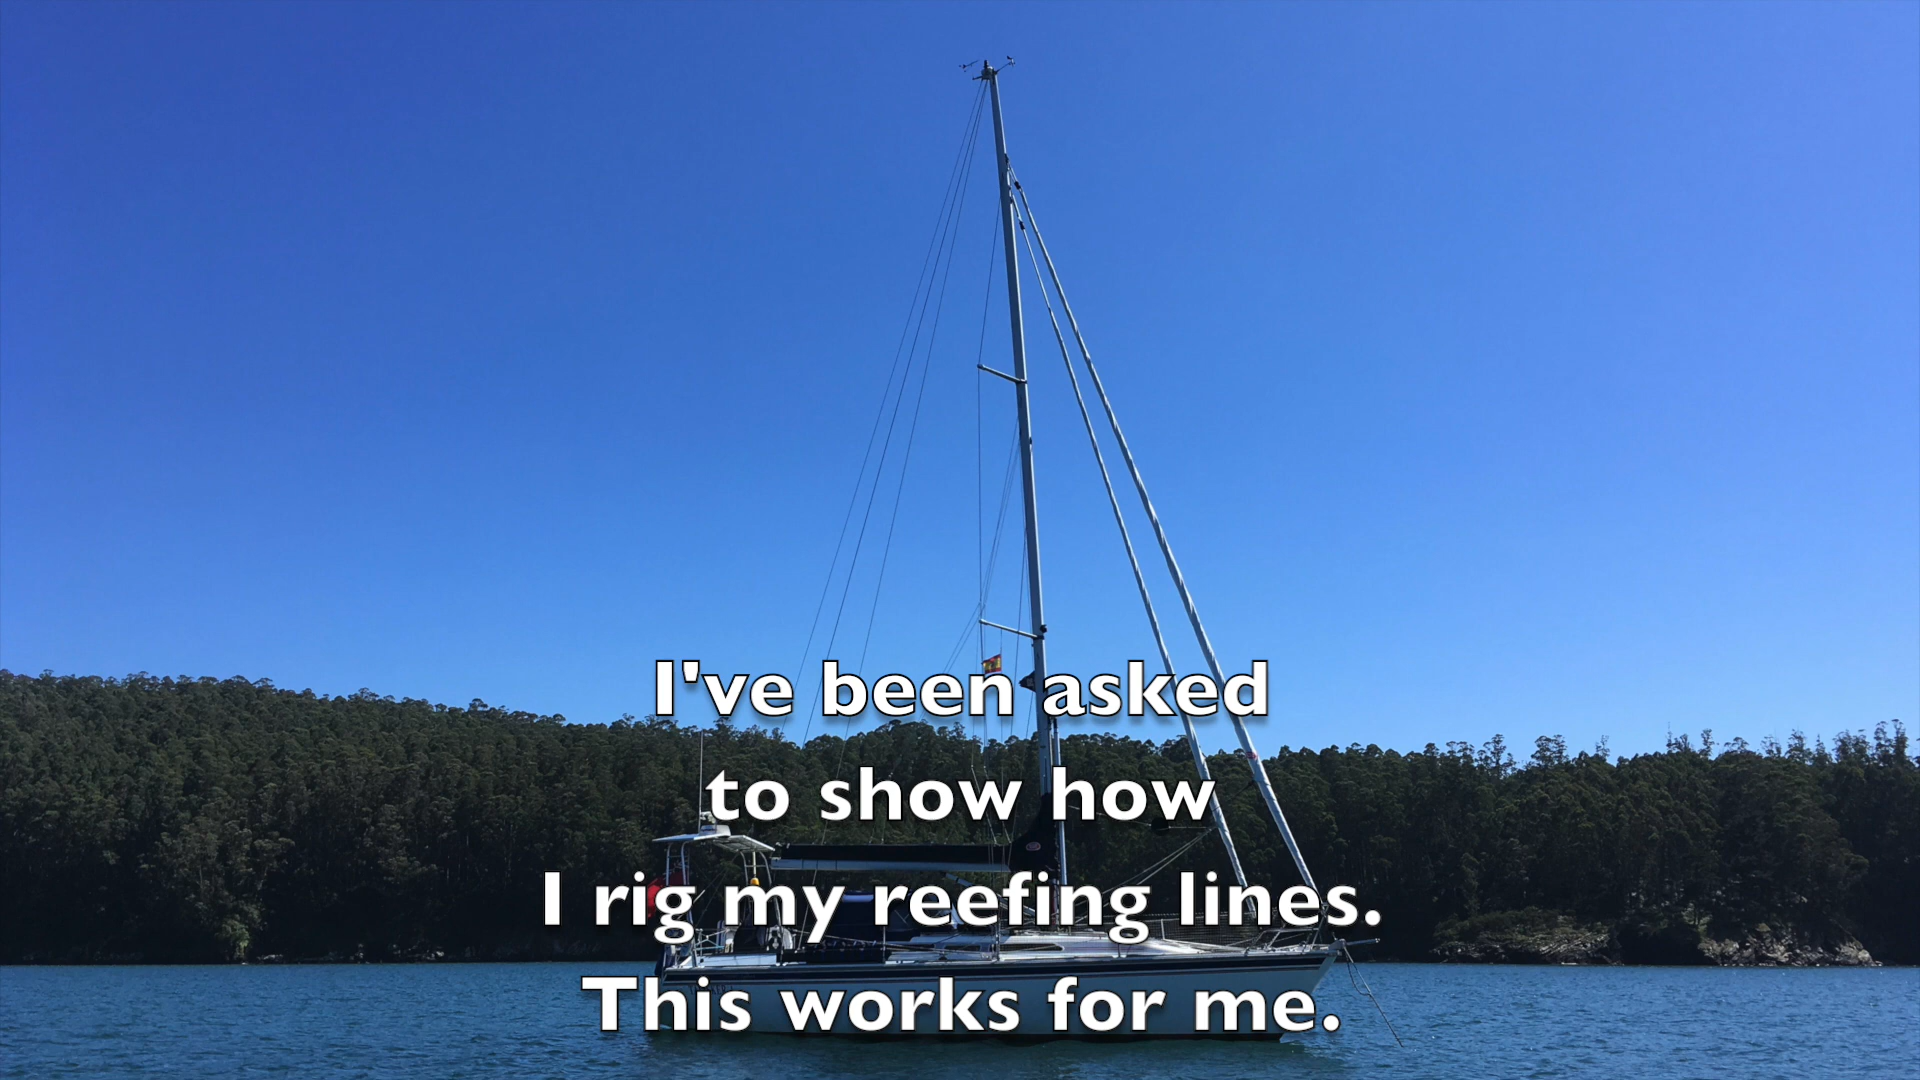 I've been asked
to show how
I rig my reefing lines.
This works for me.